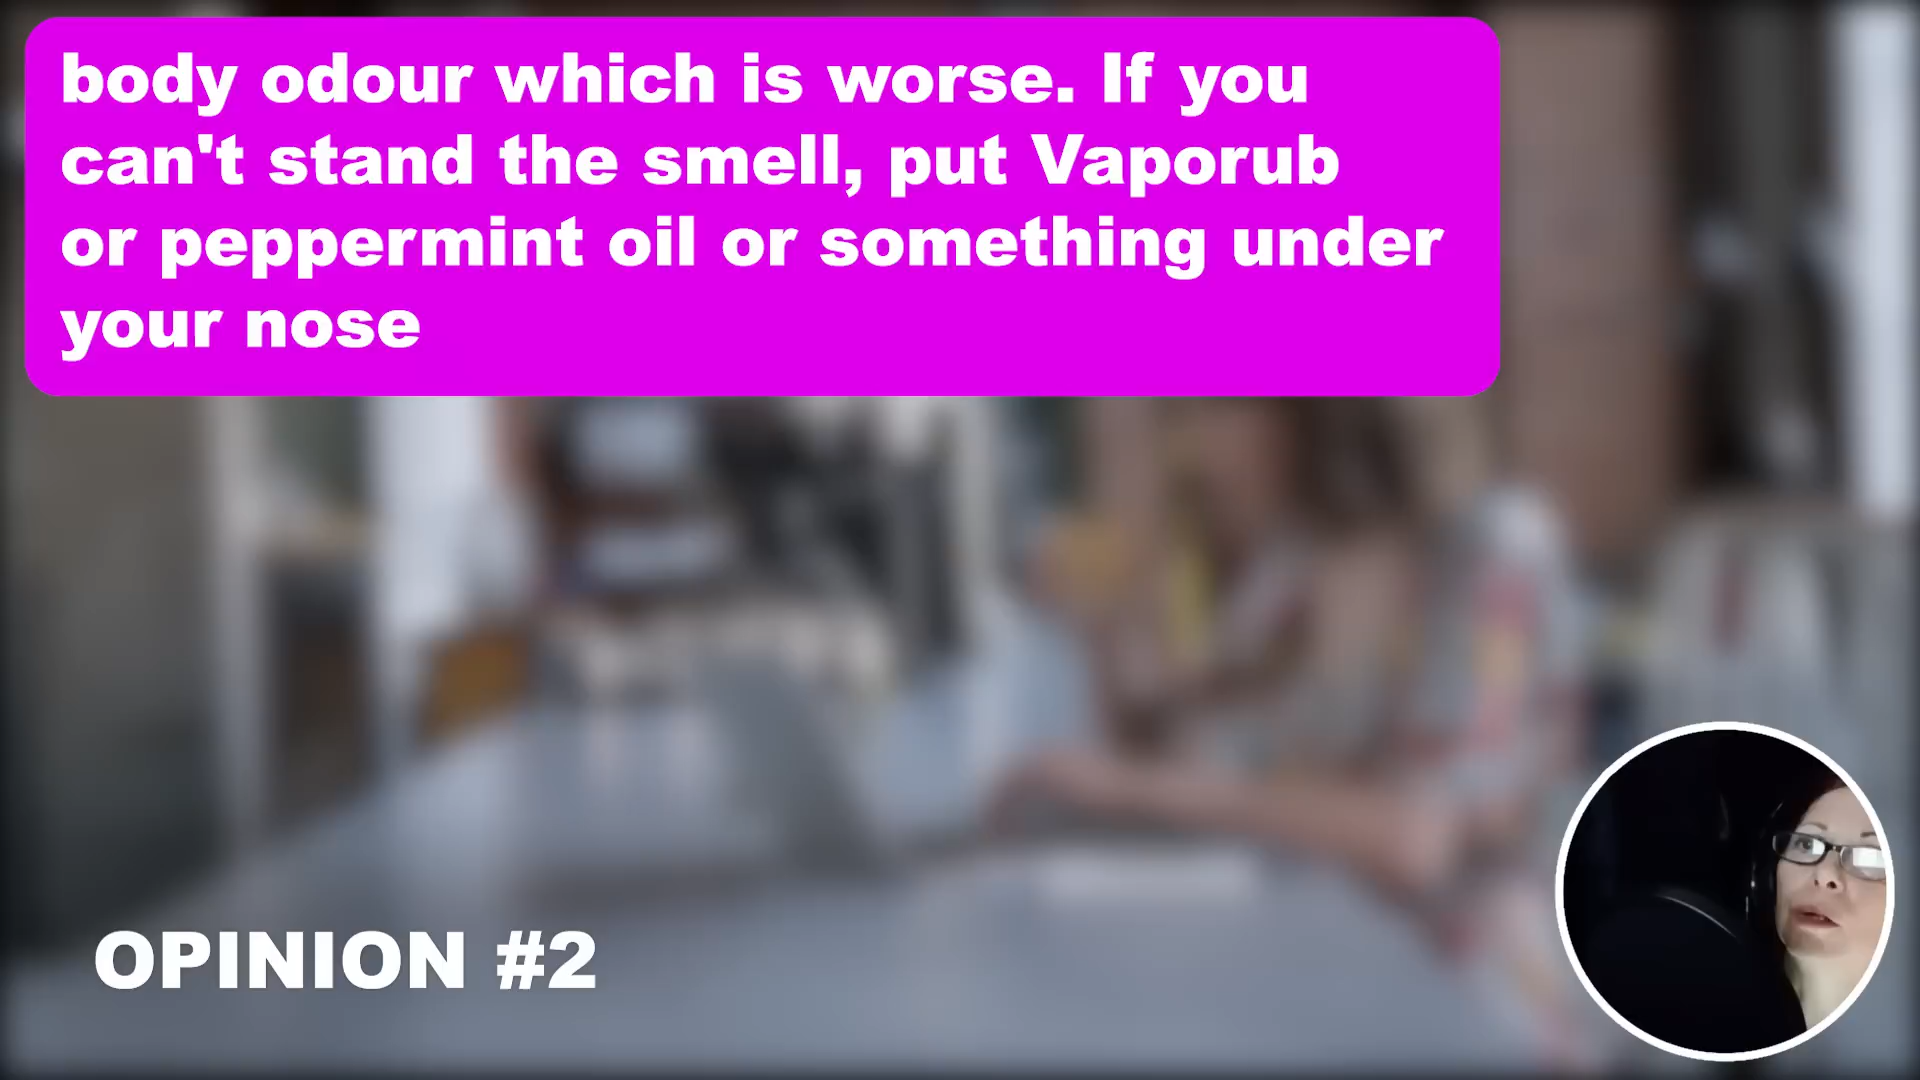 body odour which is worse. If you
can't stand the smell, put Vaporub
or peppermint oil or something under
your nose
OPINION #2